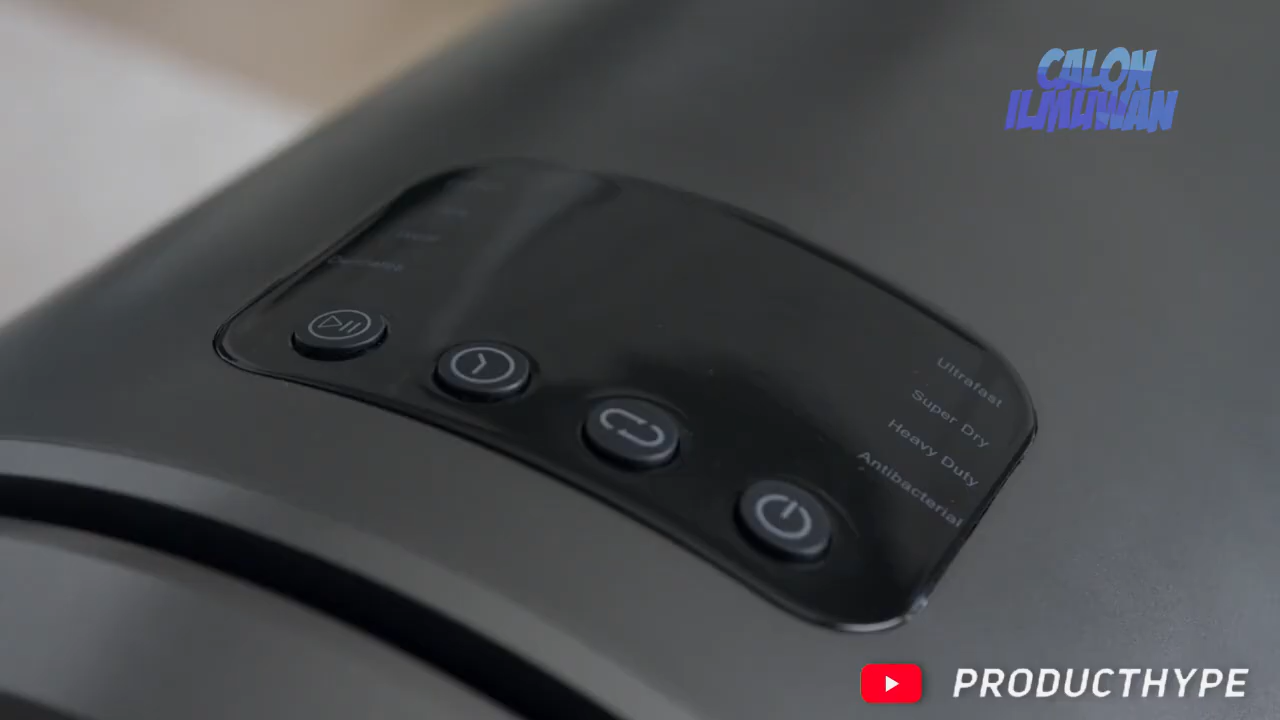 CALON
ILMUWAN
Ultrafast
Super Dry
Heavy Duty
Antibacterial
PRODUCTHYPE